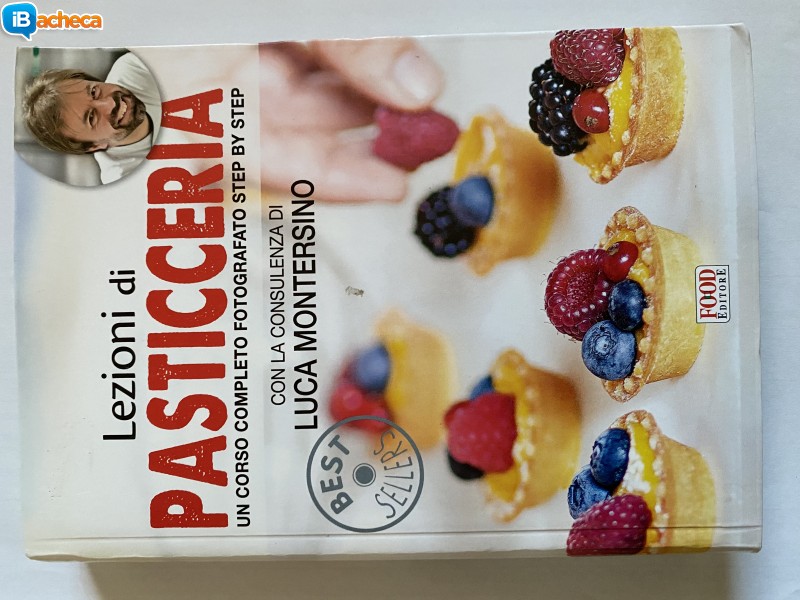 iBacheca
Lezioni di
PASTICCERIA
UN CORSO COMPLETO FOTOGRAFATO STEP BY STEP
CON LA CONSULENZA DI
LUCA MONTERSINO
BEST
SELLERS
FOOD
EDITORE